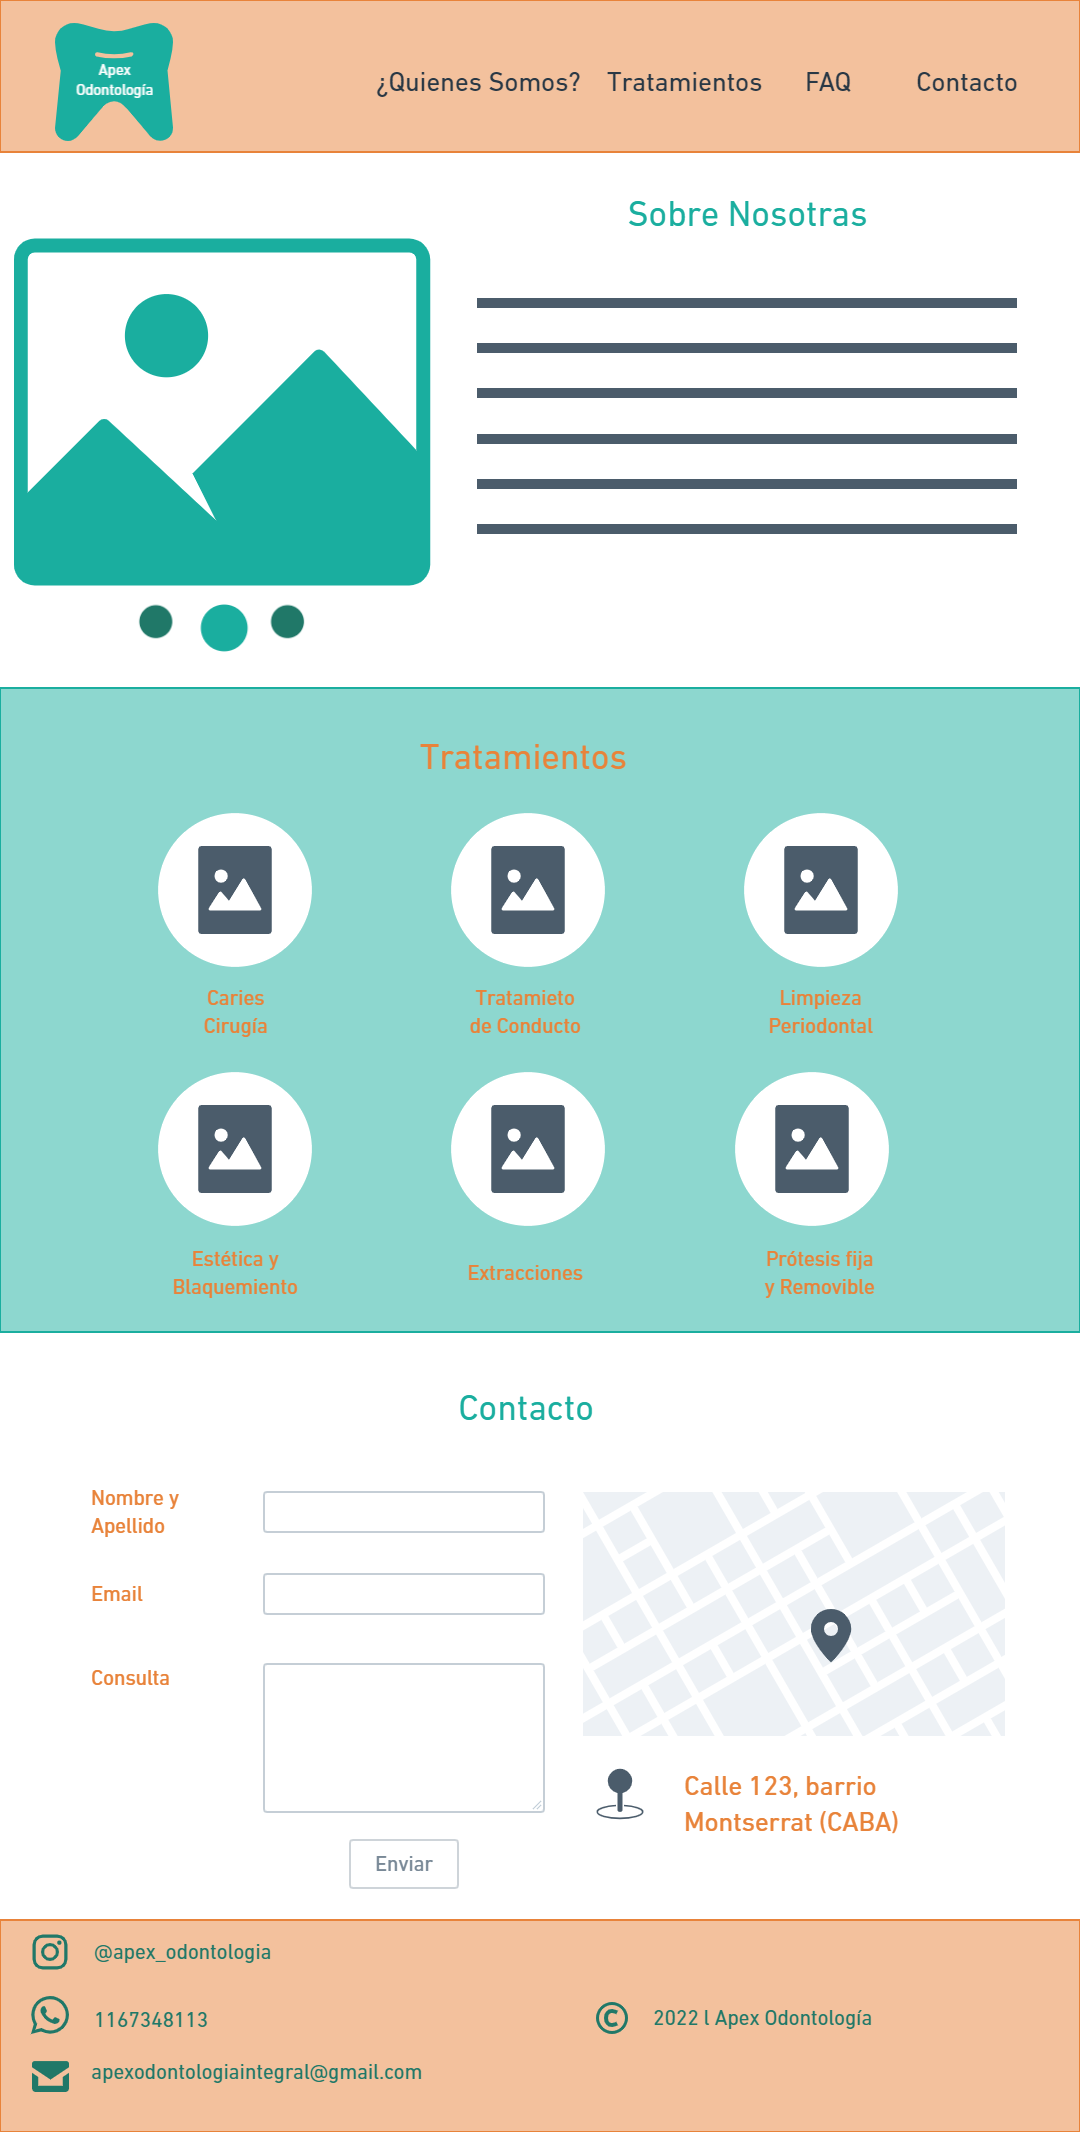 Apex
Odontología
¿Quienes Somos? Tratamientos FAQ Contacto
Sobre Nosotras
Tratamientos
Caries
Cirugía
Tratamieto
de Conducto
Limpieza
Periodontal
Estética y
Blaquemiento
Extracciones
Prótesis fija
y Removible
Contacto
Nombre y
Apellido
Email
Consulta
Enviar
Calle 123, barrio
Montserrat (CABA)
@apex_odontologia
1167348113
apexodontologiaintegral@gmail.com
© 2022 l Apex Odontología